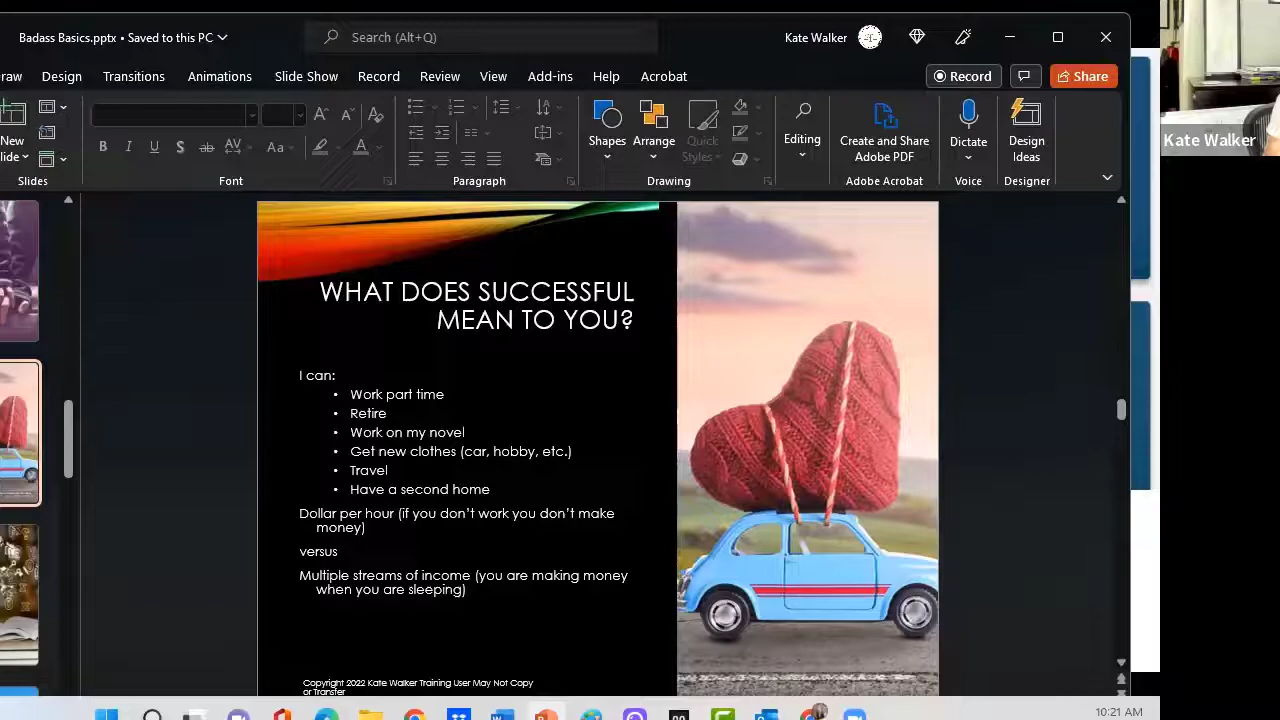 Badass Basics.pptx • Saved to this PC
Search (Alt+Q)
Kate Walker
raw Design Transitions Animations Slide Show Record Review View Add-ins Help Acrobat
Record
Share
New
lide
Slides
B I U S ab AV Aa A
Font
Paragraph
Shapes
Arrange
Quick
Styles
Drawing
Editing
Create and Share
Adobe PDF
Adobe Acrobat
Dictate
Voice
Design
Ideas
Designer
Kate Walker
WHAT DOES SUCCESSFUL
MEAN TO YOU?
I can:
• Work part time
• Retire
• Work on my novel
• Get new clothes (car, hobby, etc.)
• Travel
• Have a second home
Dollar per hour (if you don't work you don't make
money)
versus
Multiple streams of income (you are making money
when you are sleeping)
Copyright 2022 Kate Walker Training User May Not Copy
or Transfer
10:21 AM